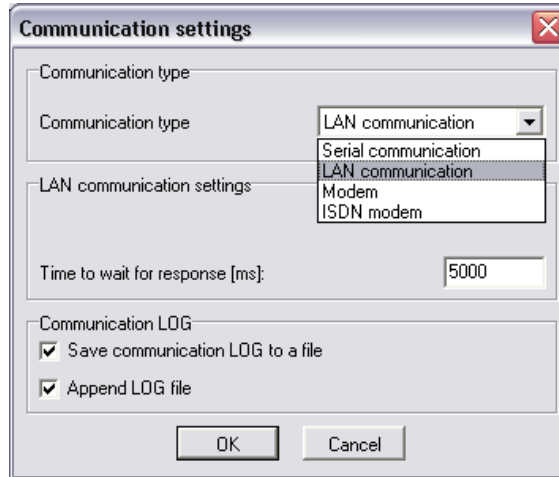 Communication settings
Communication type
Communication type LAN communication
Serial communication
LAN communication
LAN communication settings
Modem
ISDN modem
Time to wait for response [ms]: 5000
Communication LOG
Save communication LOG to a file
Append LOG file
OK Cancel